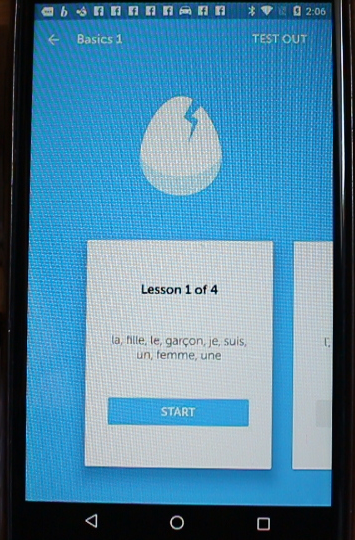 2:06
Basics 1
TEST OUT
Lesson 1 of 4
la, fille, le, garçon, je, suis,
un, femme, une
START